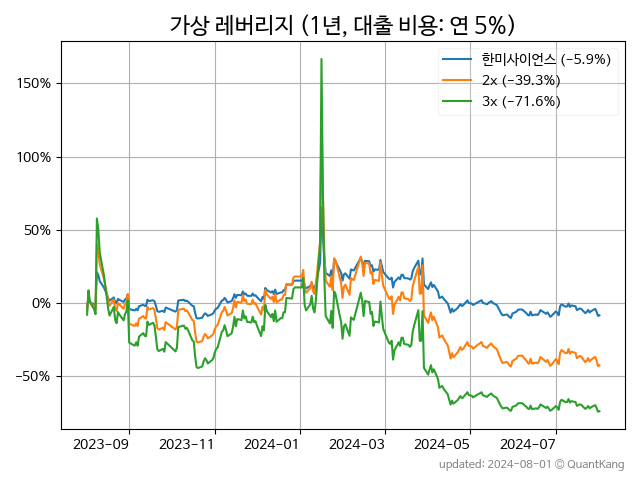 가상 레버리지 (1년, 대출 비용: 연 5%)
한미사이언스 (−5.9%)
2x (−39.3%)
3x (−71.6%)
150%
100%
50%
0%
−50%
2023-09
2023-11
2024-01
2024-03
2024-05
2024-07
updated: 2024-08-01 © QuantKang